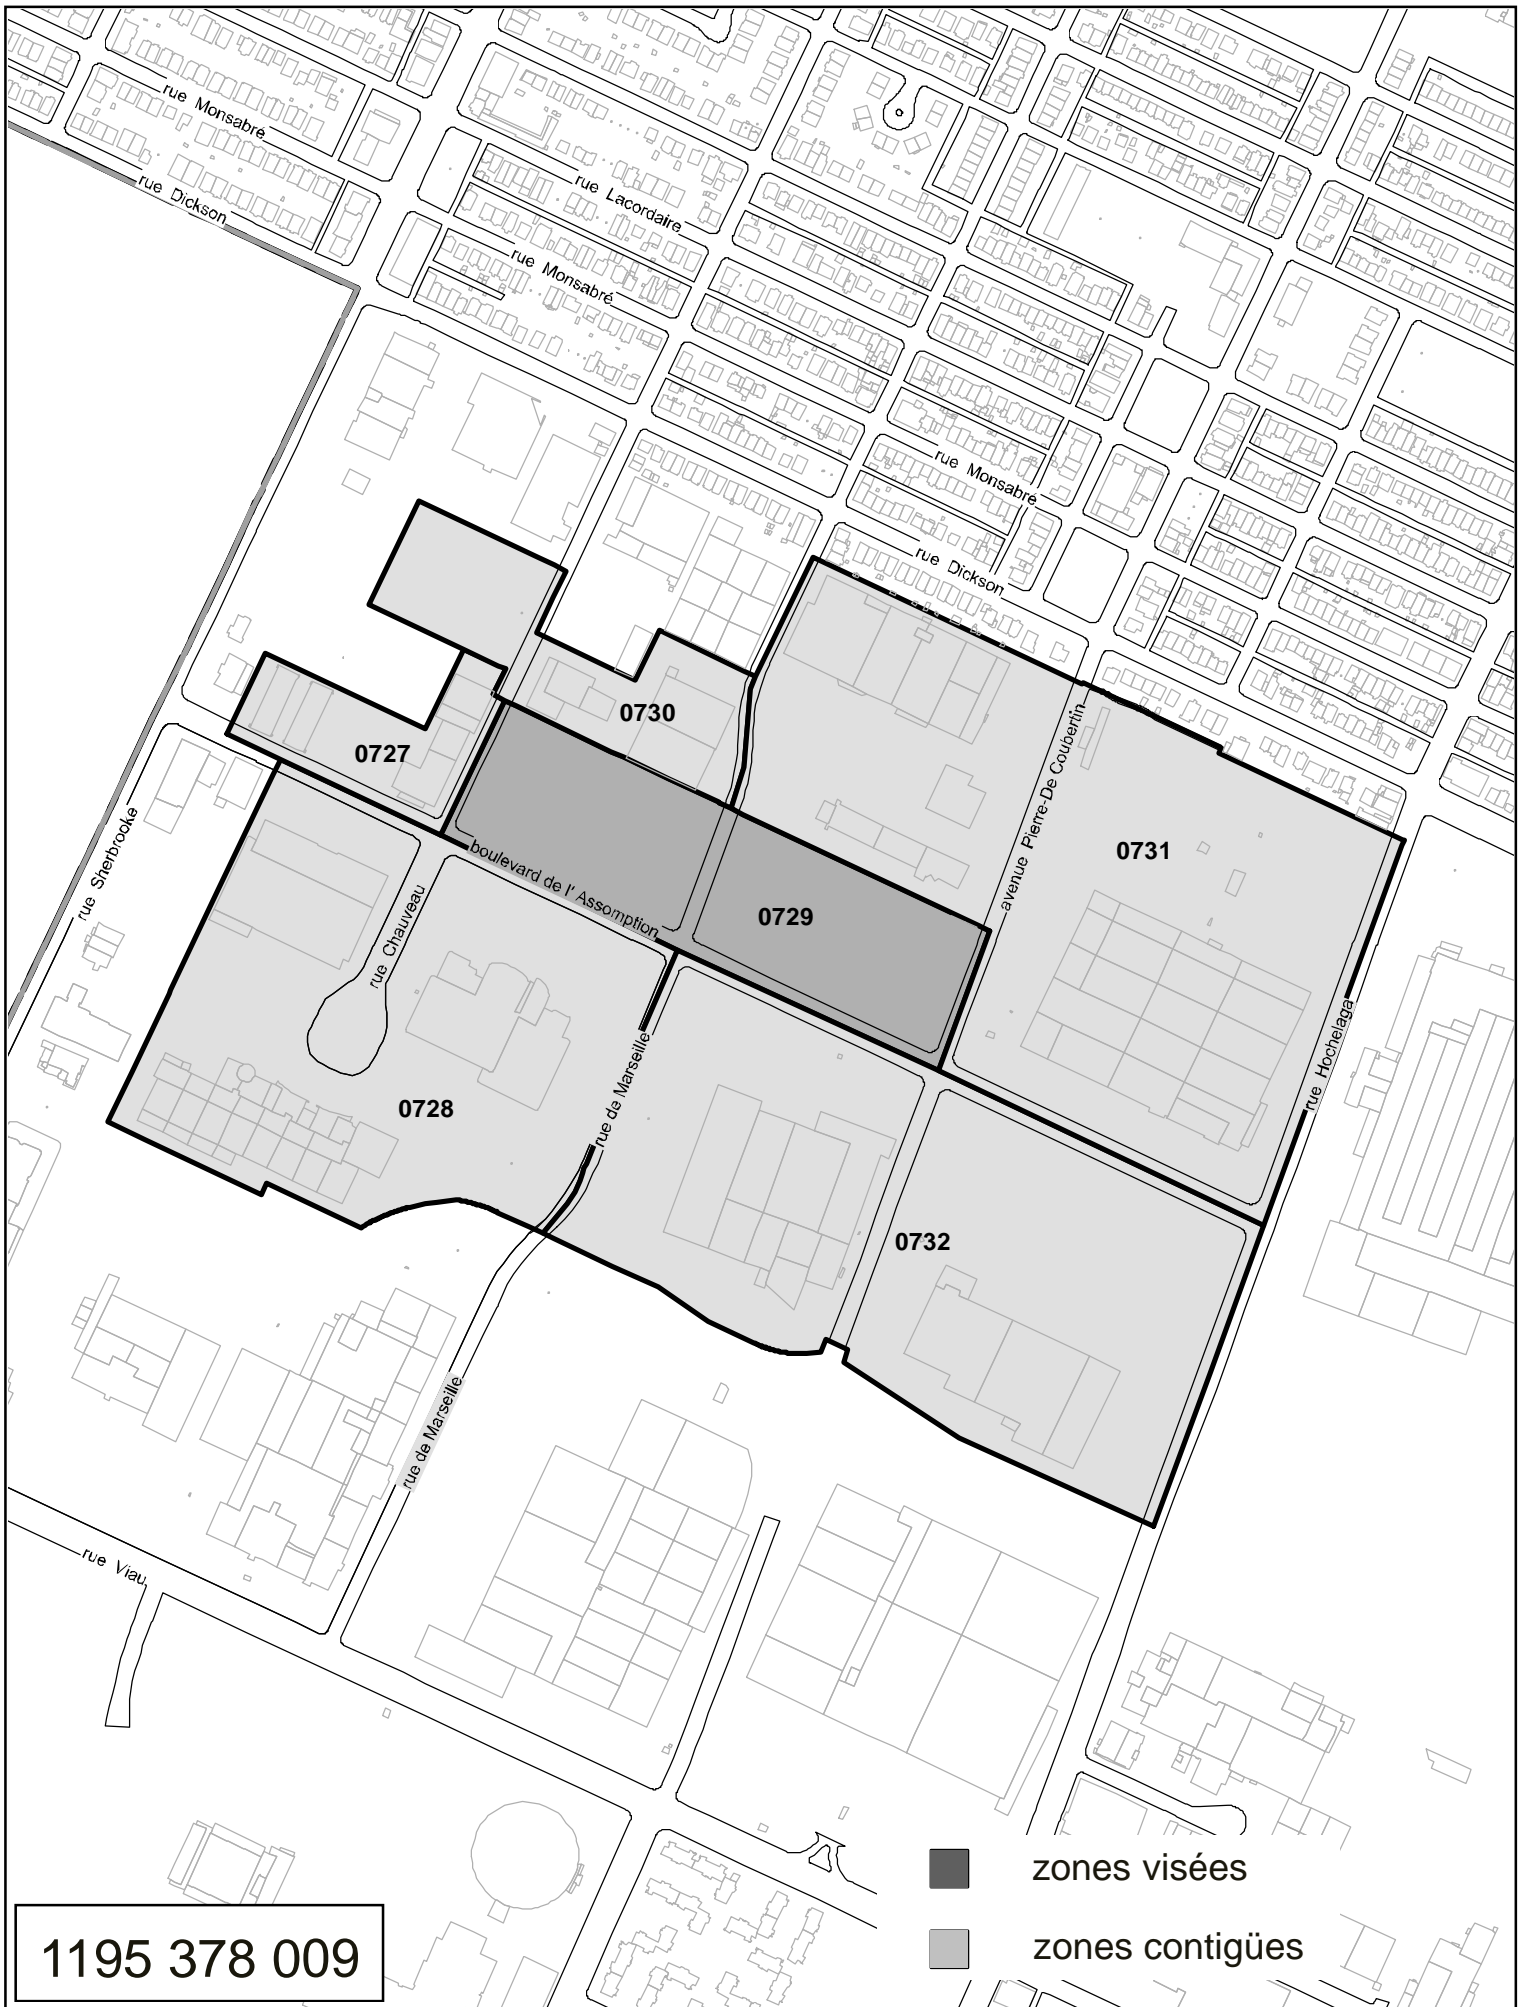 rue Monsabré
rue Dickson
rue Lacordaire
rue Monsabré
rue Monsabré
rue Dickson
0730
0727
avenue Pierre-De Coubertin
0731
rue Sherbrooke
boulevard de l' Assomption
0729
rue Chauveau
rue Hochelaga
rue de Marseille
0728
0732
rue de Marseille
rue Viau
zones visées
zones contigües
1195 378 009